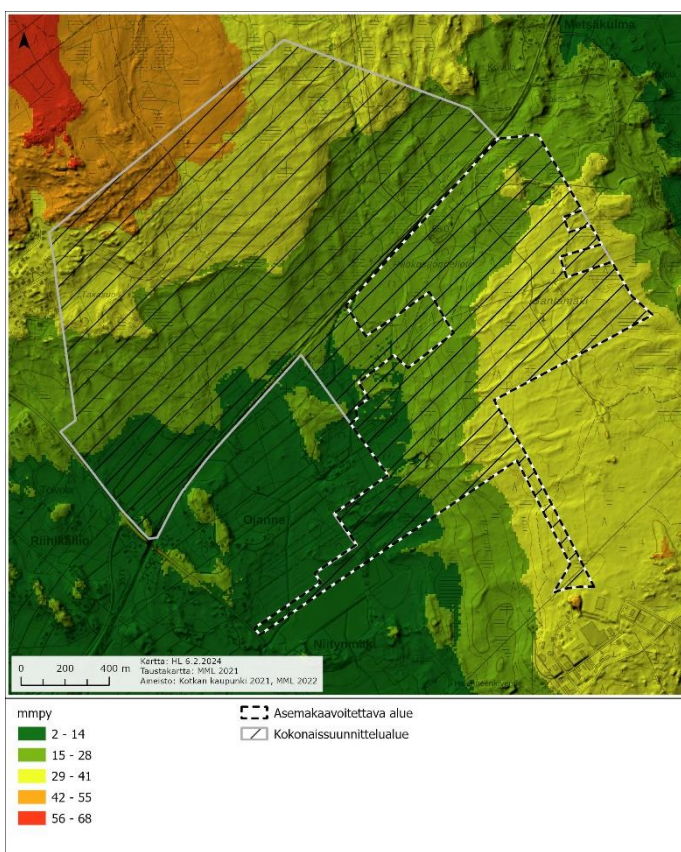 Metsäkulma
Riihikallio
Ojanne
Niitynnurkka
0 200 400 m
Kartta: HL 6.2.2024
Taustakartta: MML 2021
Aineisto: Kotkan kaupunki 2021, MML 2022
mmpy
2 - 14
15 - 28
29 - 41
42 - 55
56 - 68
Asemakaavoitettava alue
Kokonaissuunnittelualue